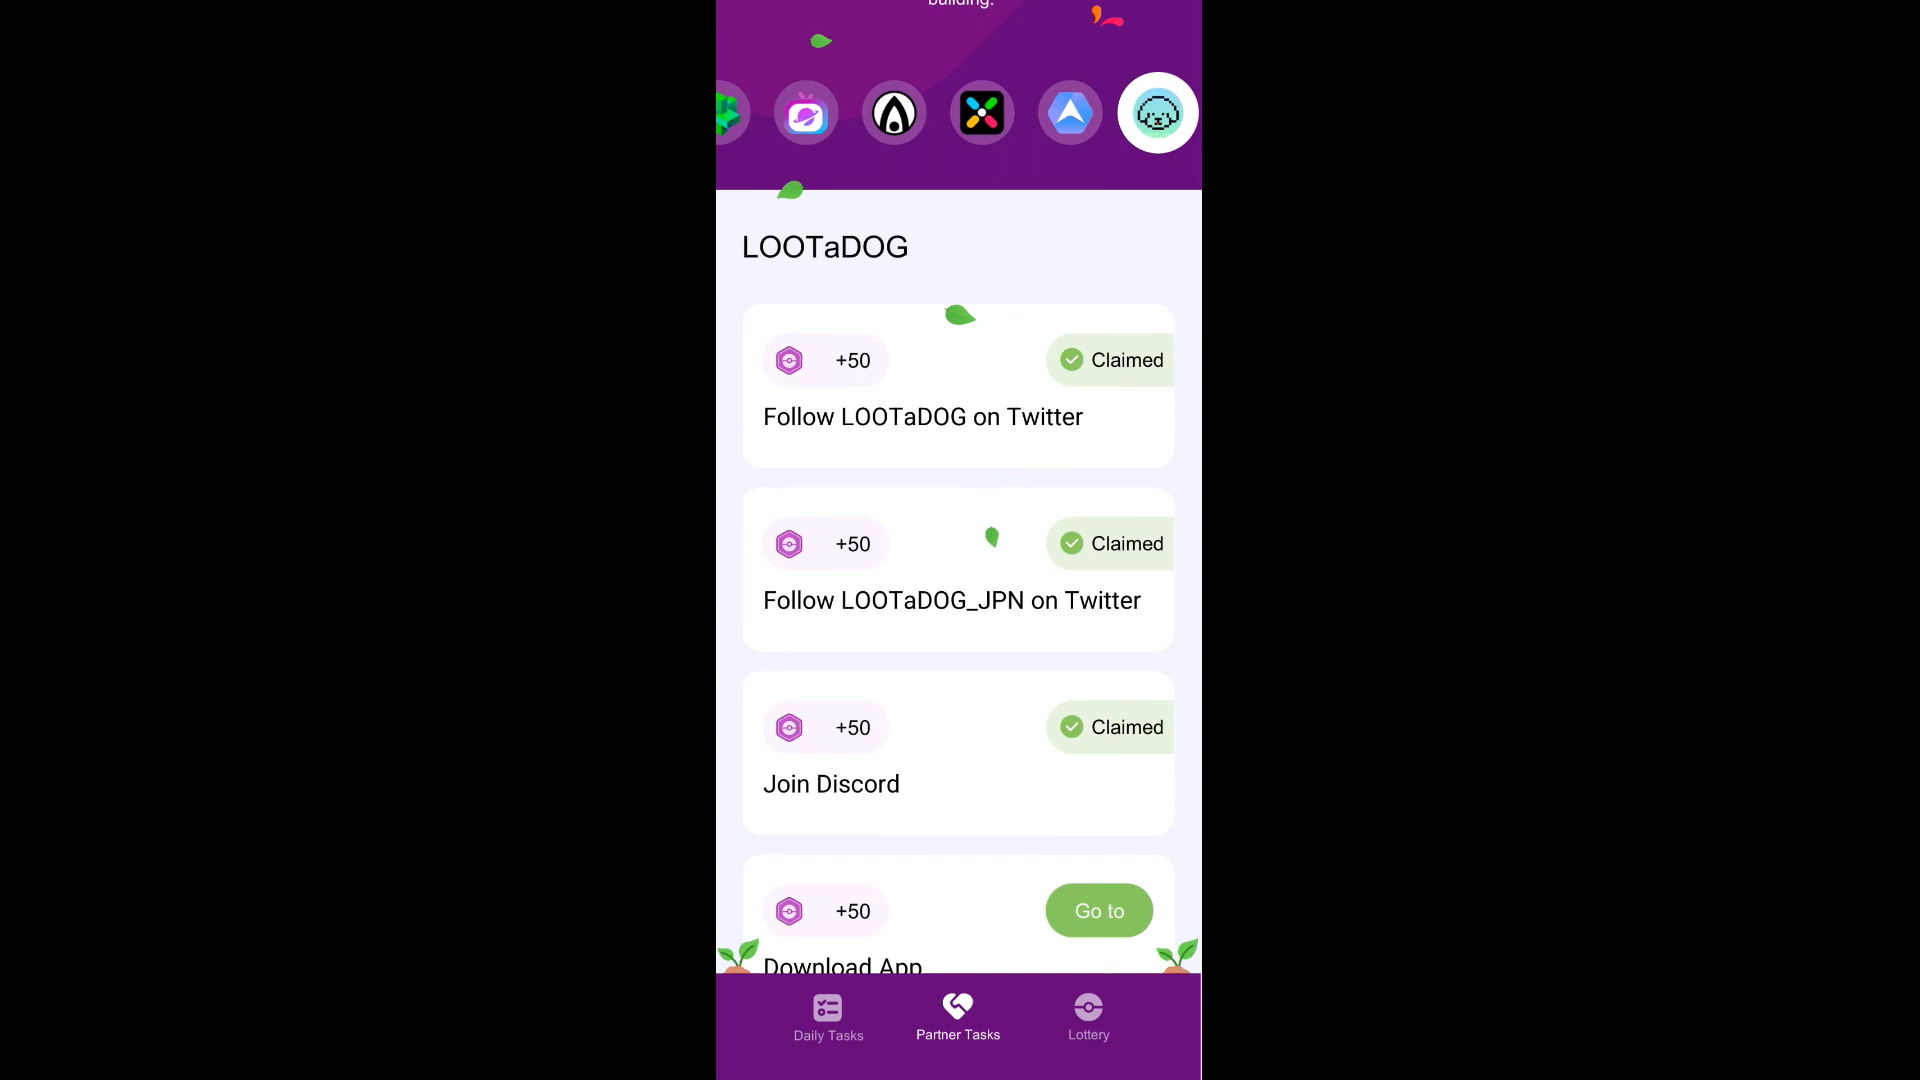 building.
LOOTaDOG
+50
Claimed
Follow LOOTaDOG on Twitter
+50
Claimed
Follow LOOTaDOG_JPN on Twitter
+50
Claimed
Join Discord
+50
Go to
Download App
Daily Tasks
Partner Tasks
Lottery